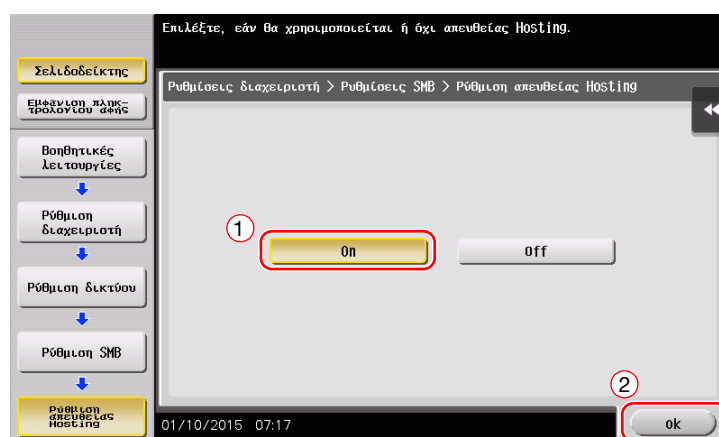 Επιλέξτε, εάν θα χρησιμοποιείται ή όχι απευθείας Hosting.
Σελιδοδείκτης
Εμφάνιση πληκ-
τρολογίου αφής
Ρυθμίσεις διαχειριστή > Ρυθμίσεις SMB > Ρύθμιση απευθείας Hosting
Βοηθητικές
λειτουργίες
Ρύθμιση
διαχειριστή
1
On
Off
Ρύθμιση δικτύου
Ρύθμιση SMB
2
Ρύθμιση
απευθείας
Hosting
01/10/2015 07:17
ok